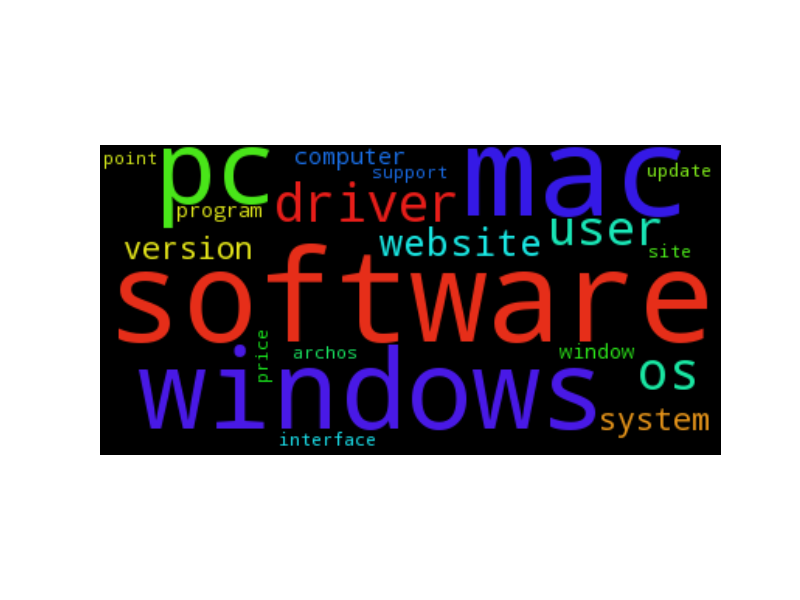 point
pc
computer
support
mac
update
program
driver
user
version
website
site
software
price
archos
window
windows
os
system
interface